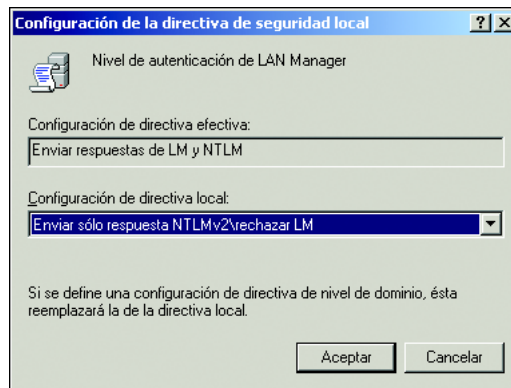 Configuración de la directiva de seguridad local
Nivel de autenticación de LAN Manager
Configuración de directiva efectiva:
Enviar respuestas de LM y NTLM
Configuración de directiva local:
Enviar sólo respuesta NTLMv2\rechazar LM
Si se define una configuración de directiva de nivel de dominio, ésta
reemplazará la de la directiva local.
Aceptar
Cancelar